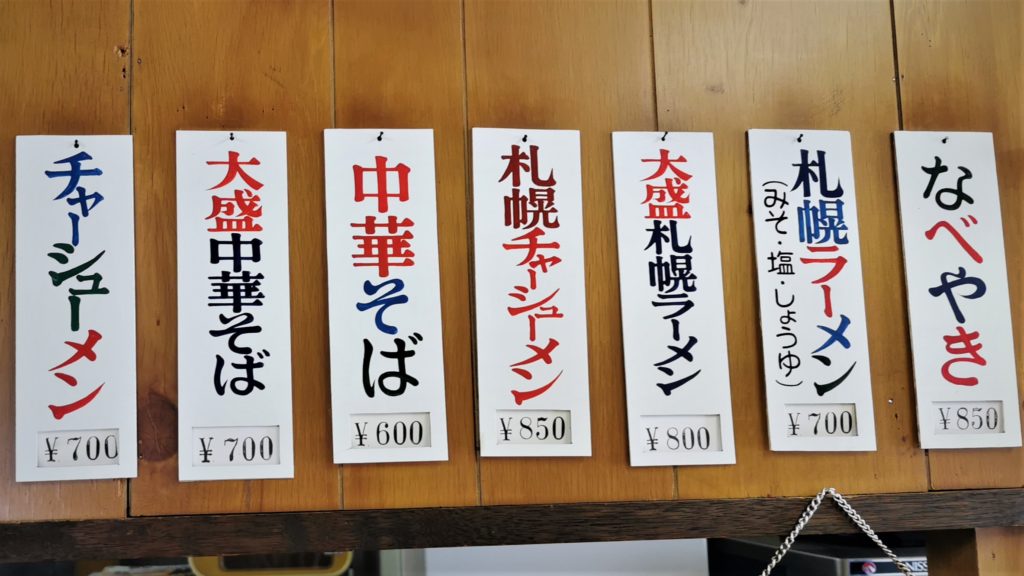 チャーシューメン
¥700
大盛中華そば
¥700
中華そば
¥600
札幌チャーシューメン
¥850
大盛札幌ラーメン
¥800
札幌ラーメン
(みそ・塩・しょうゆ)
¥700
なべやき
¥850